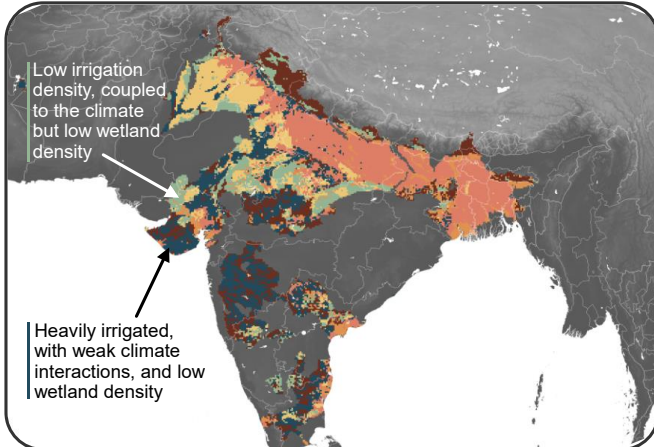 Low irrigation
density, coupled
to the climate
but low wetland
density
Heavily irrigated,
with weak climate
interactions, and low
wetland density